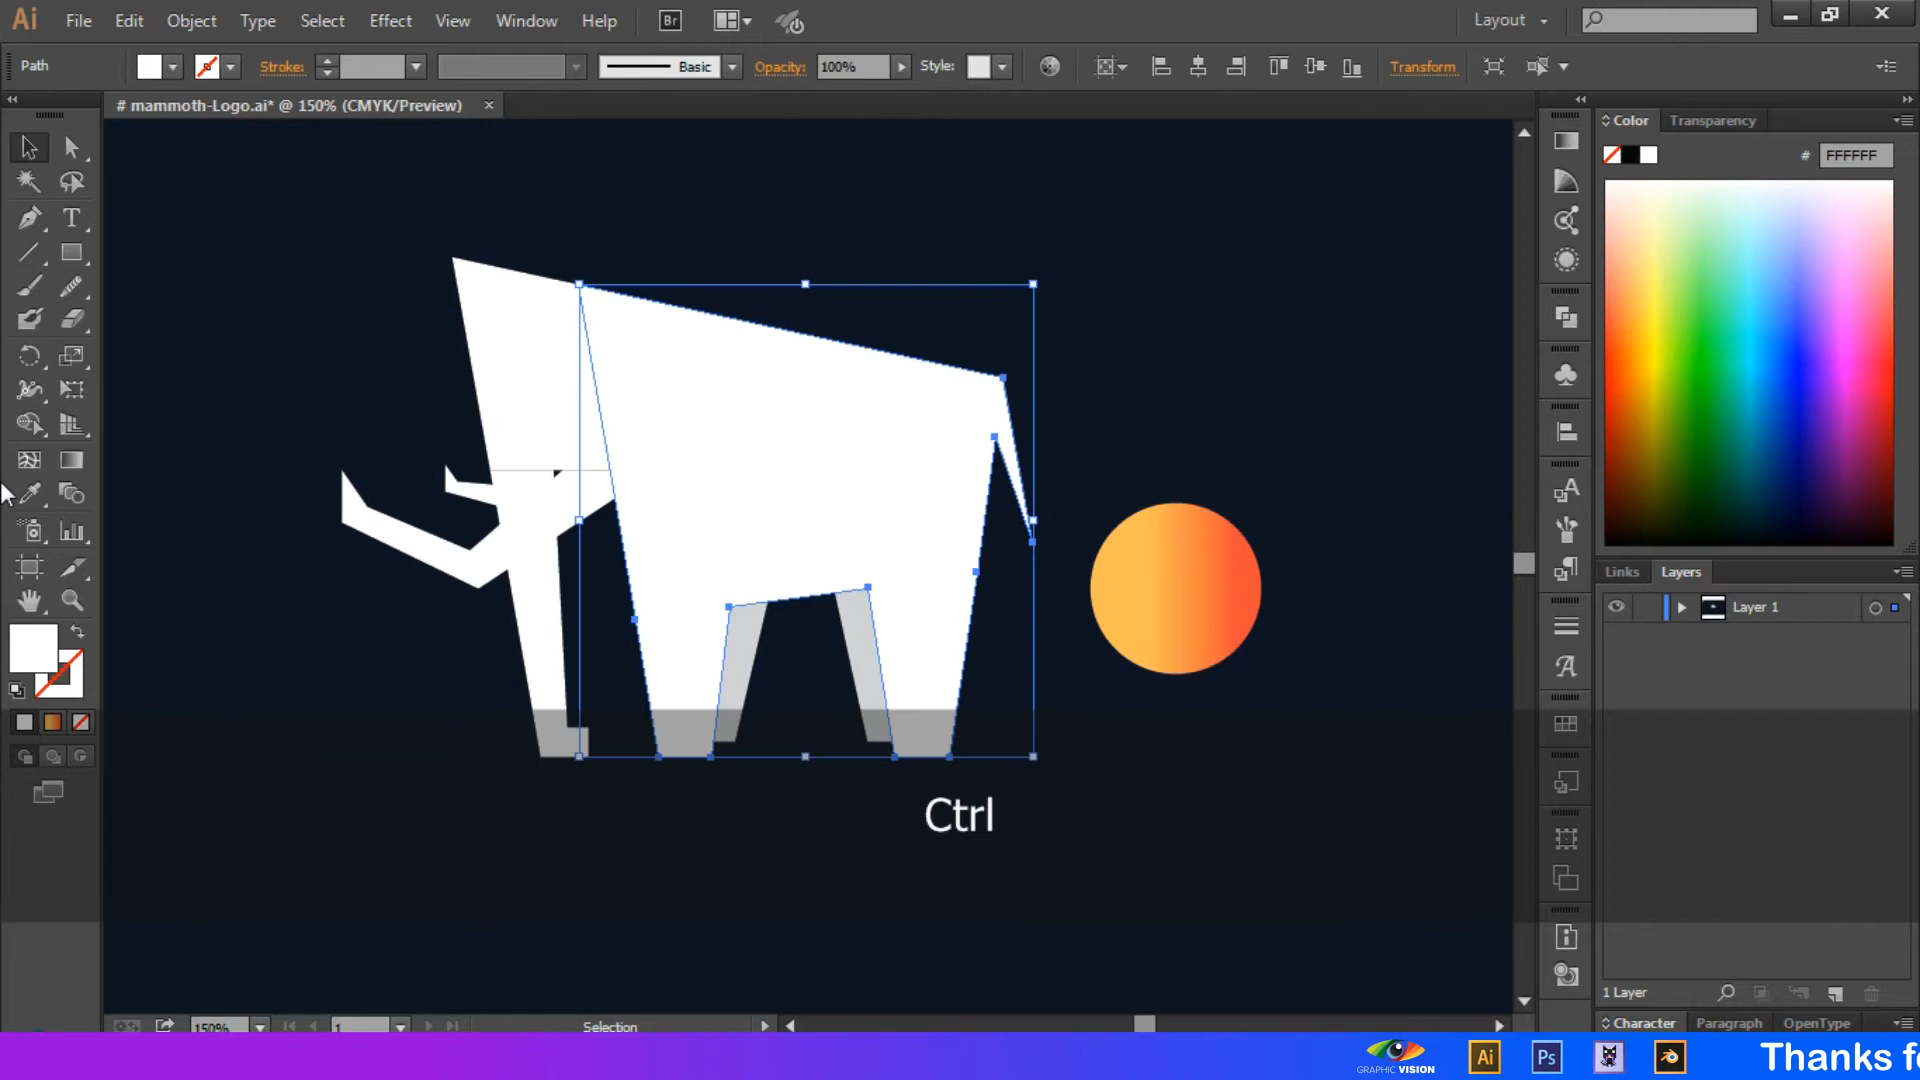 Ai File Edit Object Type Select Effect View Window Help Br Layout
Path Stroke: Basic Opacity: 100% Style: Transform
# mammoth-Logo.ai* @ 150% (CMYK/Preview) ×
Color Transparency
# FFFFFF
Links Layers
Layer 1
Ctrl
1 Layer
150% 1 Selection
Character Paragraph OpenType
GRAPHIC VISION Ai Ps Thanks fo